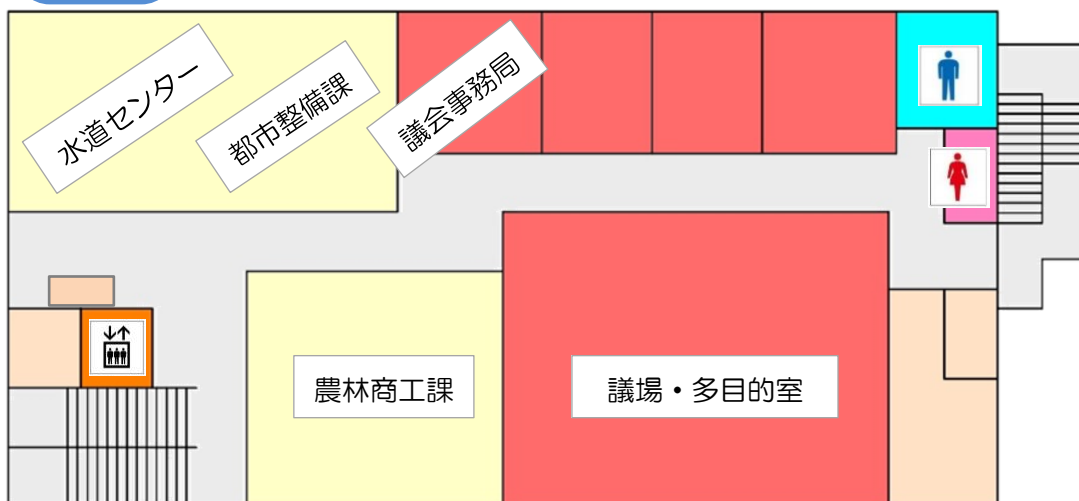 水道センター
都市整備課
議会事務局
農林商工課
議場・多目的室